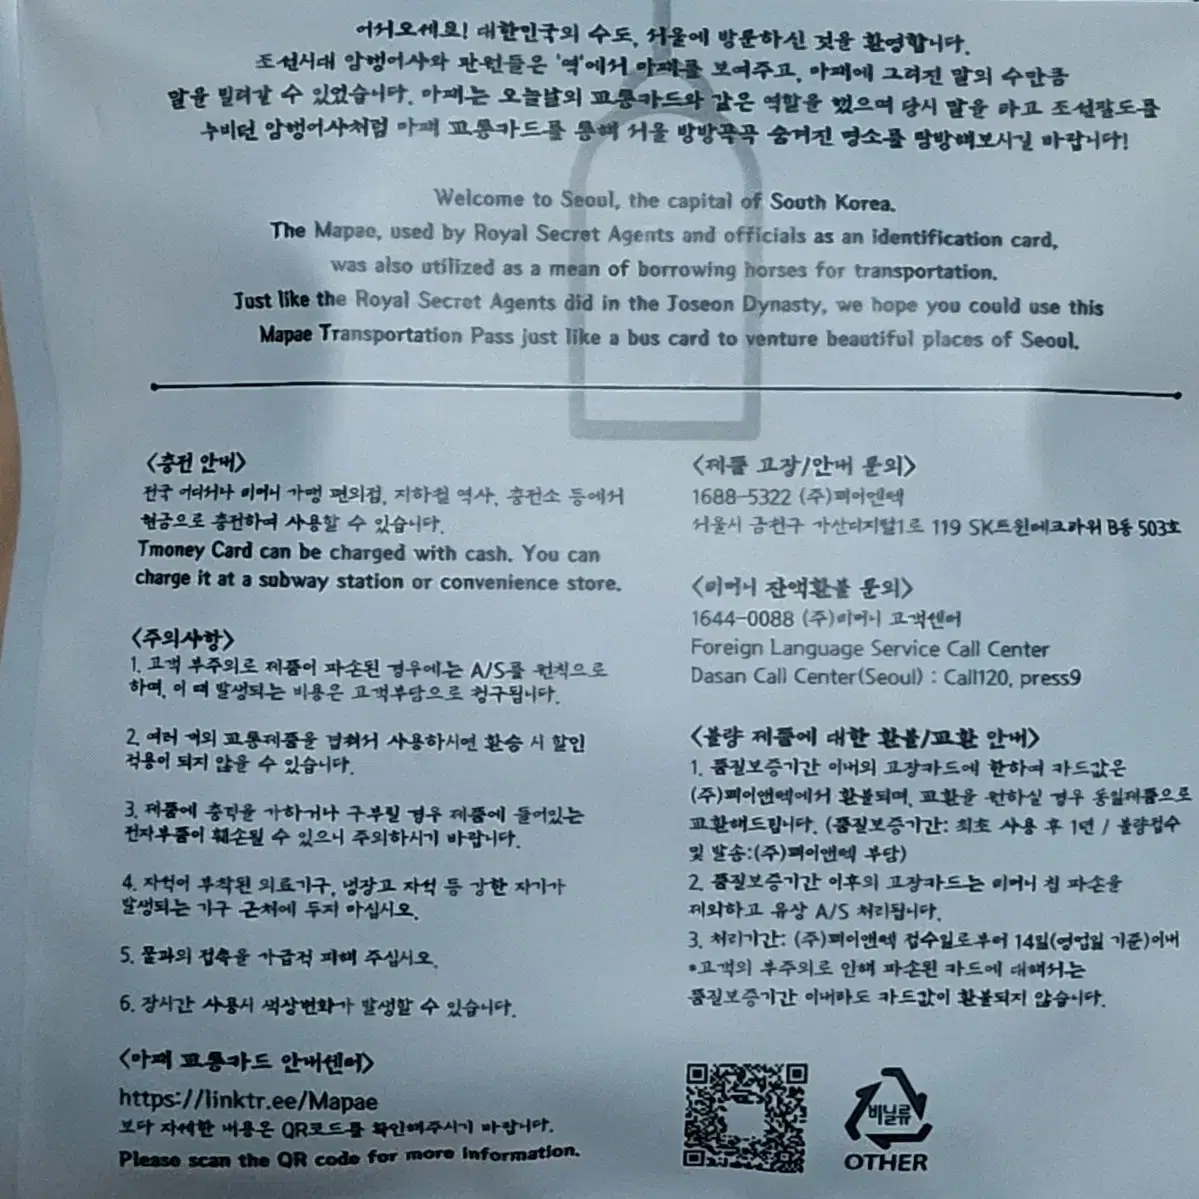 어서오세요! 대한민국의 수도, 서울에 방문하신 것을 환영합니다.
조선시대 암행어사와 관원들은 '역'에서 마패를 보여주고, 마패에 그려진 말의 수만큼
말을 빌려갈 수 있었습니다. 마패는 오늘날의 교통카드와 같은 역할을 했으며 당시 말을 타고 조선팔도를
누비던 암행어사처럼 마패 교통카드를 통해 서울 방방곡곡 숨겨진 명소를 탐방해보시길 바랍니다!
Welcome to Seoul, the capital of South Korea.
The Mapae, used by Royal Secret Agents and officials as an identification card,
was also utilized as a mean of borrowing horses for transportation.
Just like the Royal Secret Agents did in the Joseon Dynasty, we hope you could use this
Mapae Transportation Pass just like a bus card to venture beautiful places of Seoul.
<충전 안내>
전국 어디서나 티머니 가맹 편의점, 지하철 역사, 충전소 등에서
현금으로 충전하여 사용할 수 있습니다.
Tmoney Card can be charged with cash. You can
charge it at a subway station or convenience store.
<주의사항>
1. 고객 부주의로 제품이 파손된 경우에는 A/S를 원칙으로
하며, 이 때 발생되는 비용은 고객부담으로 청구됩니다.
2. 여러 개의 교통제품을 겹쳐서 사용하시면 환승 시 할인
적용이 되지 않을 수 있습니다.
3. 제품에 충격을 가하거나 구부릴 경우 제품에 들어있는
전자부품이 훼손될 수 있으니 주의하시기 바랍니다.
4. 자석이 부착된 의료기구, 냉장고 자석 등 강한 자기가
발생되는 기구 근처에 두지 마십시오.
5. 물과의 접촉을 가급적 피해 주십시오.
6. 장시간 사용시 색상변화가 발생할 수 있습니다.
<마패 교통카드 안내센터>
https://linktr.ee/Mapae
보다 자세한 내용은 QR코드를 확인해주시기 바랍니다.
Please scan the QR code for more information.
<제품 고장/안내 문의>
1688-5322 (주)페이엔텍
서울시 금천구 가산디지털1로 119 SK트윈테크타워 B동 503호
<티머니 잔액환불 문의>
1644-0088 (주)티머니 고객센터
Foreign Language Service Call Center
Dasan Call Center(Seoul) : Call120, press9
<불량 제품에 대한 환불/교환 안내>
1. 품질보증기간 이내의 고장카드에 한하여 카드값은
(주)페이앤텍에서 환불되며, 교환을 원하실 경우 동일제품으로
교환해드립니다. (품질보증기간: 최초 사용 후 1년 / 불량접수
및 발송:(주)페이앤텍 부담)
2. 품질보증기간 이후의 고장카드는 티머니 칩 파손을
제외하고 유상 A/S 처리됩니다.
3. 처리기간: (주)페이앤텍 접수일로부터 14일(영업일 기준)이내
*고객의 부주의로 인해 파손된 카드에 대해서는
품질보증기간 이내라도 카드값이 환불되지 않습니다.
비닐류
OTHER